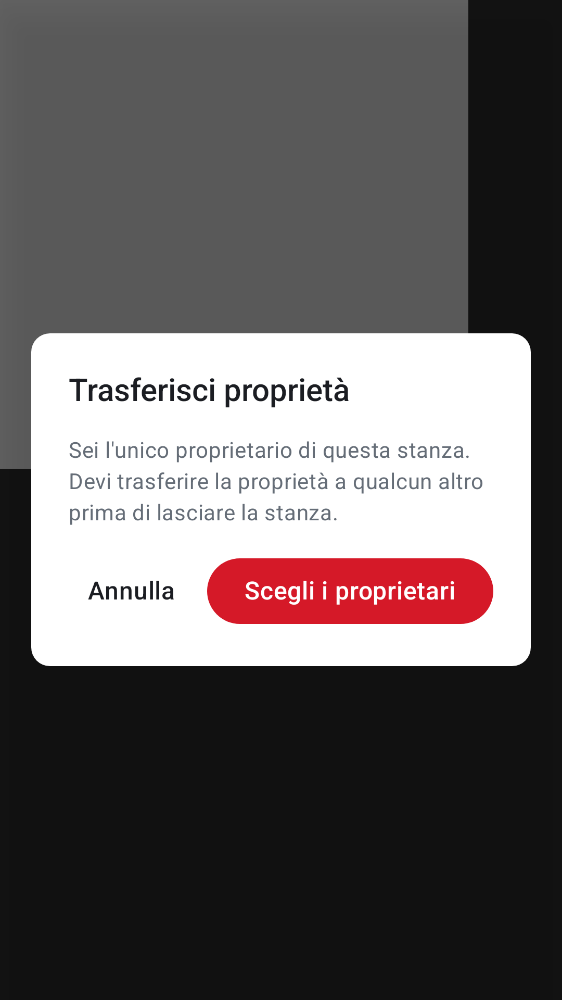 Trasferisci proprietà
Sei l'unico proprietario di questa stanza.
Devi trasferire la proprietà a qualcun altro
prima di lasciare la stanza.
Annulla
Scegli i proprietari